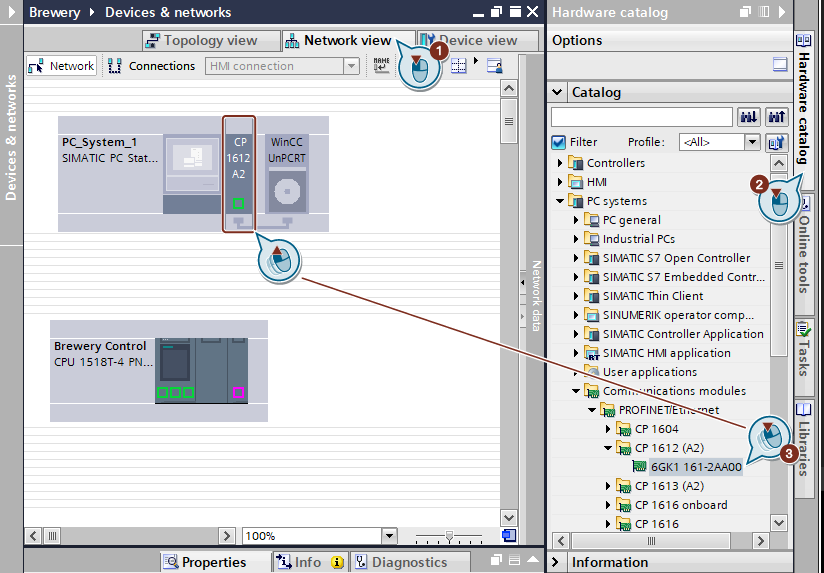 Brewery ▸ Devices & networks
Hardware catalog
Options
Devices & networks
Topology view
Network view
Device view
1
Network
Connections
HMI connection
NAME
PC_System_1
SIMATIC PC Stat...
CP
1612
A2
WinCC
UnPCRT
Brewery Control
CPU 1518T-4 PN...
Network data
100%
Properties
Info
Diagnostics
Catalog
Filter
Profile:
<All>
Controllers
HMI
PC systems
PC general
Industrial PCs
SIMATIC S7 Open Controller
SIMATIC S7 Embedded Contr...
SIMATIC Thin Client
SINUMERIK operator comp...
SIMATIC Controller Application
SIMATIC HMI application
RT
User applications
Communications modules
PROFINET/Ethernet
CP 1604
CP 1612 (A2)
6GK1 161-2AA00
CP 1613 (A2)
CP 1616 onboard
CP 1616
Information
2
3
Hardware catalog
Online tools
Tasks
Libraries